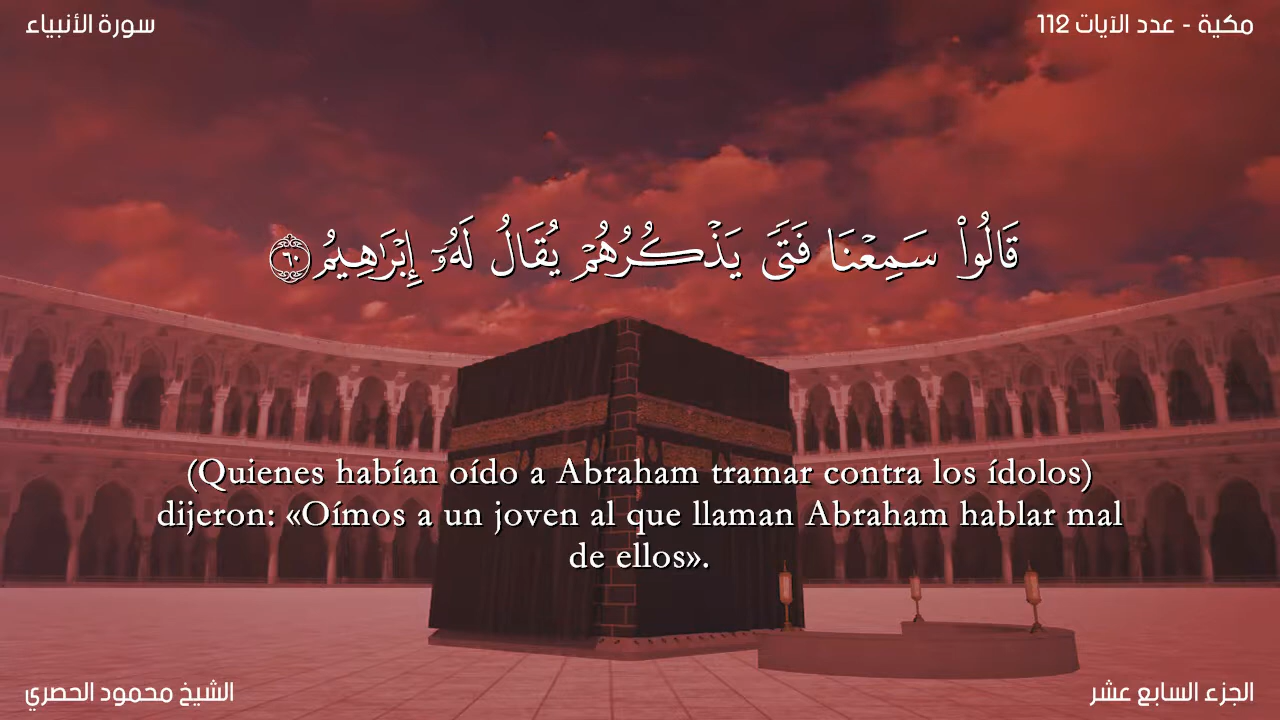 سورة الأنبياء
مكية - عدد الآيات 112
قَالُوا۟ سَمِعْنَا فَتًى يَذْكُرُهُمْ يُقَالُ لَهُۥٓ إِبْرَٰهِيمُ ٦٠
(Quienes habían oído a Abraham tramar contra los ídolos)
dijeron: «Oímos a un joven al que llaman Abraham hablar mal
de ellos».
الشيخ محمود الحصري
الجزء السابع عشر